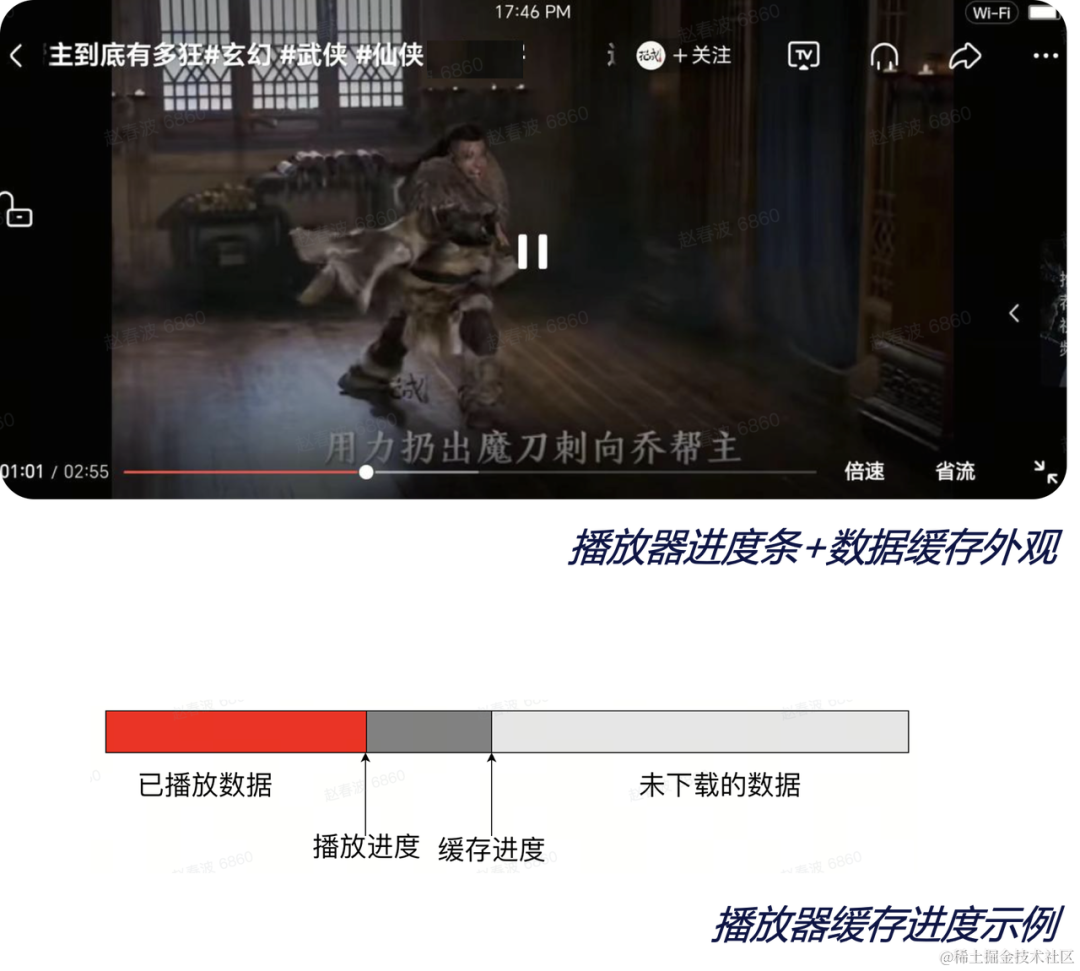 17:46 PM
Wi-Fi
主到底有多狂#玄幻 #武侠 #仙侠
+关注
TV
用力扔出魔刀刺向乔帮主
01:01 / 02:55
倍速
省流
播放器进度条+数据缓存外观
已播放数据
未下载的数据
播放进度
缓存进度
播放器缓存进度示例
@稀土掘金技术社区
赵春波 6860